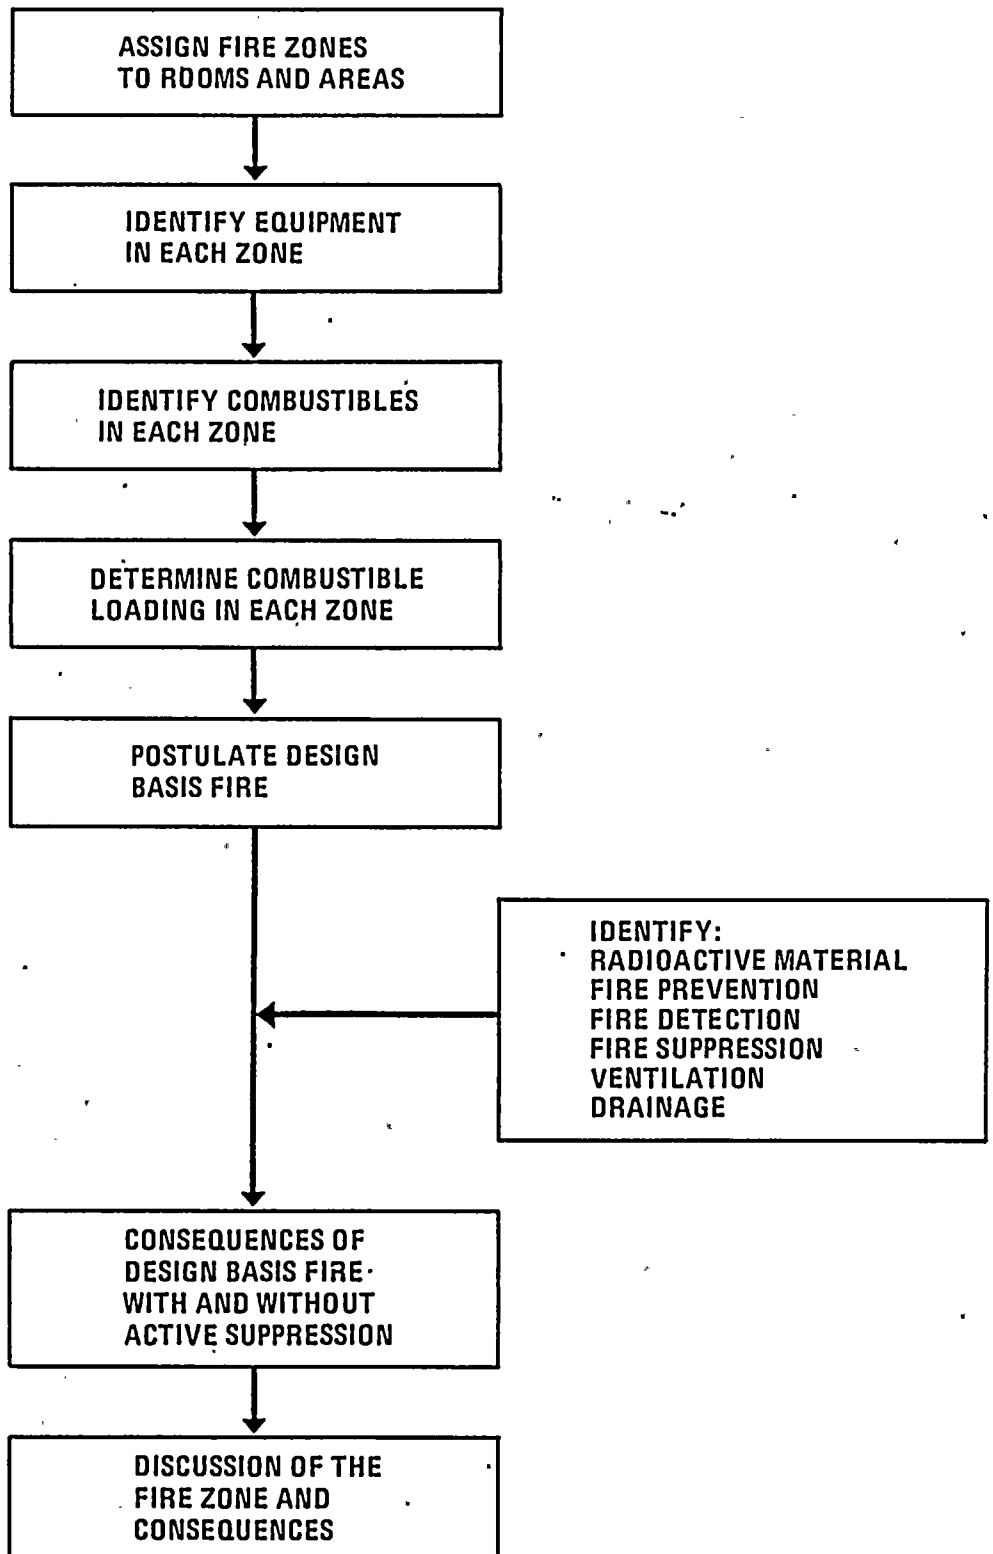 ASSIGN FIRE ZONES
TO ROOMS AND AREAS
IDENTIFY EQUIPMENT
IN EACH ZONE
IDENTIFY COMBUSTIBLES
IN EACH ZONE
DETERMINE COMBUSTIBLE
LOADING IN EACH ZONE
POSTULATE DESIGN
BASIS FIRE
IDENTIFY:
RADIOACTIVE MATERIAL
FIRE PREVENTION
FIRE DETECTION
FIRE SUPPRESSION
VENTILATION
DRAINAGE
CONSEQUENCES OF
DESIGN BASIS FIRE
WITH AND WITHOUT
ACTIVE SUPPRESSION
DISCUSSION OF THE
FIRE ZONE AND
CONSEQUENCES